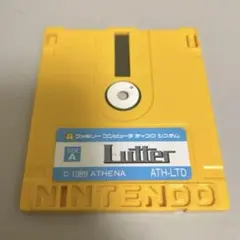 ファミリーコンピュータ ディスクシステム
SIDE A
Lutter
© 1989 ATHENA ATH-LTD
NINTENDO